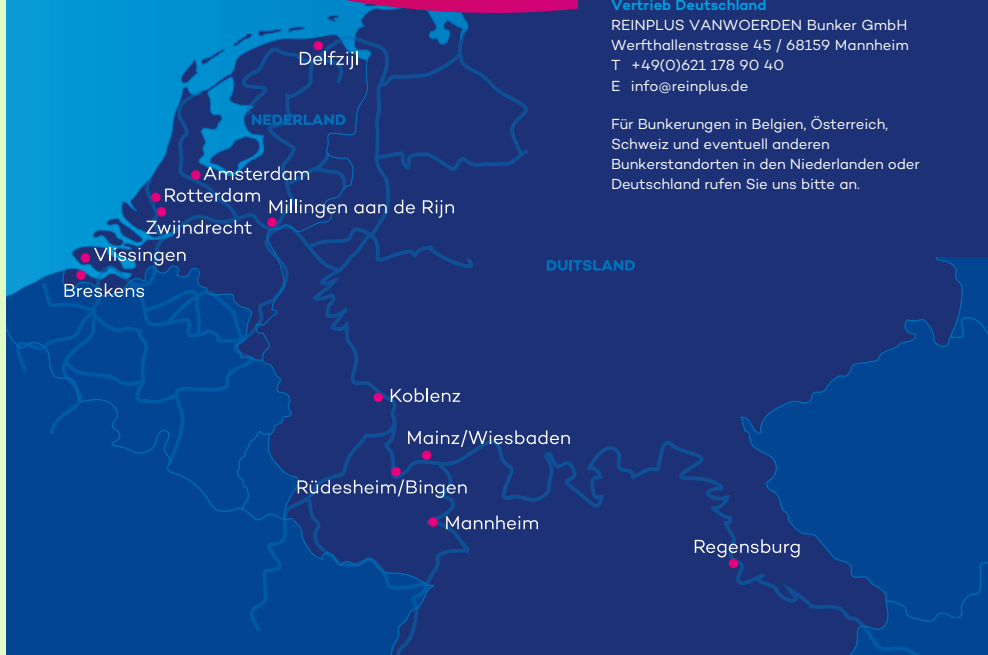 Vertrieb Deutschland
REINPLUS VANWOERDEN Bunker GmbH
Werfthallenstrasse 45 / 68159 Mannheim
T +49(0)621 178 90 40
E info@reinplus.de
Für Bunkerungen in Belgien, Österreich,
Schweiz und eventuell anderen
Bunkerstandorten in den Niederlanden oder
Deutschland rufen Sie uns bitte an.
Delfzijl
NEDERLAND
Amsterdam
Rotterdam
Millingen aan de Rijn
Zwijndrecht
Vlissingen
DUITSLAND
Breskens
Koblenz
Mainz/Wiesbaden
Rüdesheim/Bingen
Mannheim
Regensburg